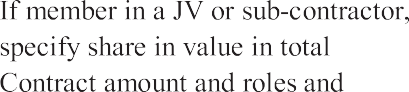 If member in a JV or sub-contractor,
specify share in value in total
Contract amount and roles and